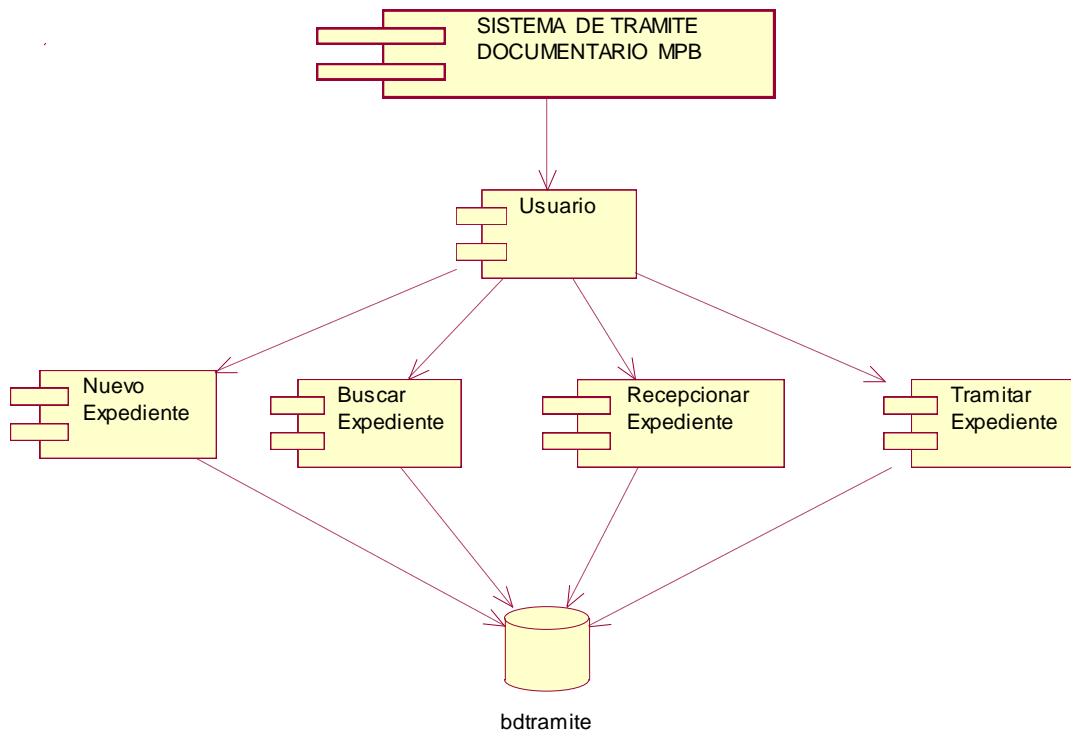 SISTEMA DE TRAMITE
DOCUMENTARIO MPB
Usuario
Nuevo
Expediente
Buscar
Expediente
Recepcionar
Expediente
Tramitar
Expediente
bdtramite